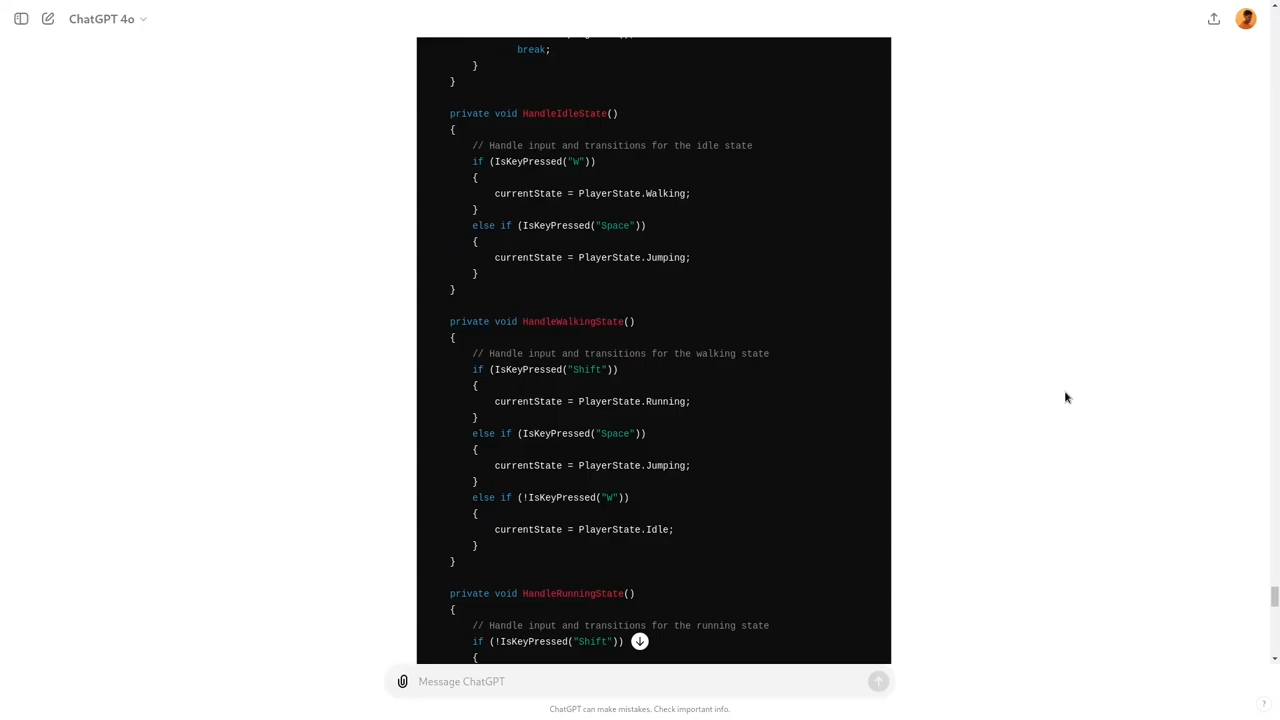 ChatGPT 4o
break;
}
}
private void HandleIdleState()
{
// Handle input and transitions for the idle state
if (IsKeyPressed("W"))
{
currentState = PlayerState.Walking;
}
else if (IsKeyPressed("Space"))
{
currentState = PlayerState.Jumping;
}
}
private void HandleWalkingState()
{
// Handle input and transitions for the walking state
if (IsKeyPressed("Shift"))
{
currentState = PlayerState.Running;
}
else if (IsKeyPressed("Space"))
{
currentState = PlayerState.Jumping;
}
else if (!IsKeyPressed("W"))
{
currentState = PlayerState.Idle;
}
}
private void HandleRunningState()
{
// Handle input and transitions for the running state
if (!IsKeyPressed("Shift"))
{
Message ChatGPT
ChatGPT can make mistakes. Check important info.
?